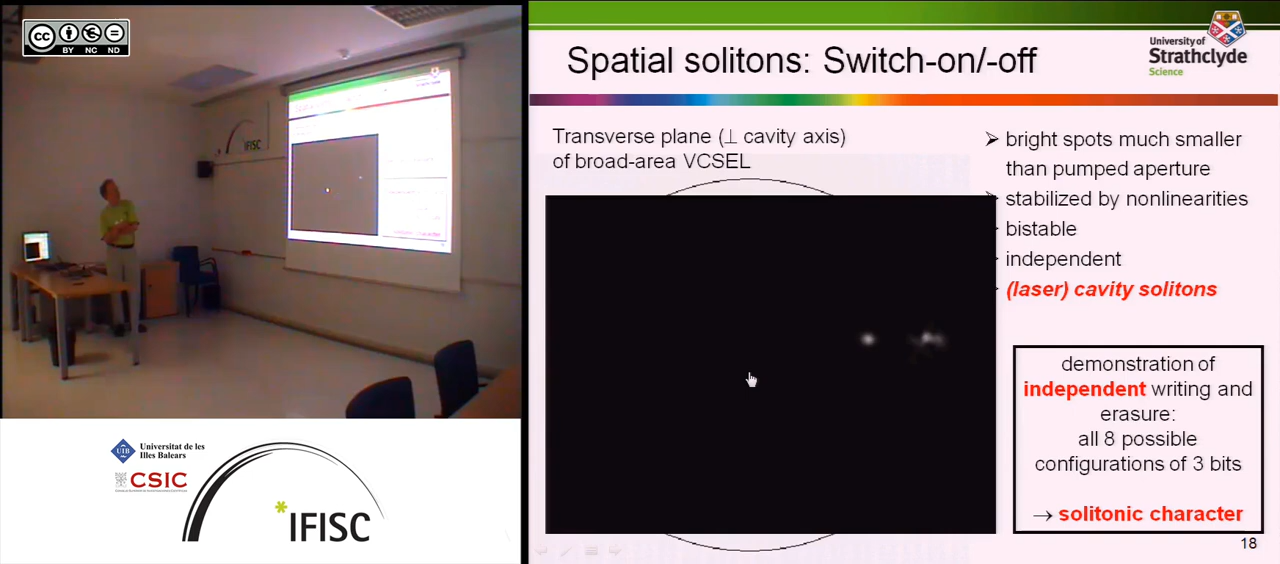 cc
BY NC ND
IFISC
UIB
Universitat de les
Illes Balears
CSIC
*IFISC
Spatial solitons: Switch-on/-off
University of
Strathclyde
Science
Transverse plane (⊥ cavity axis)
of broad-area VCSEL
➢ bright spots much smaller
than pumped aperture
➢ stabilized by nonlinearities
bistable
independent
(laser) cavity solitons
demonstration of
independent writing and
erasure:
all 8 possible
configurations of 3 bits
→ solitonic character
18